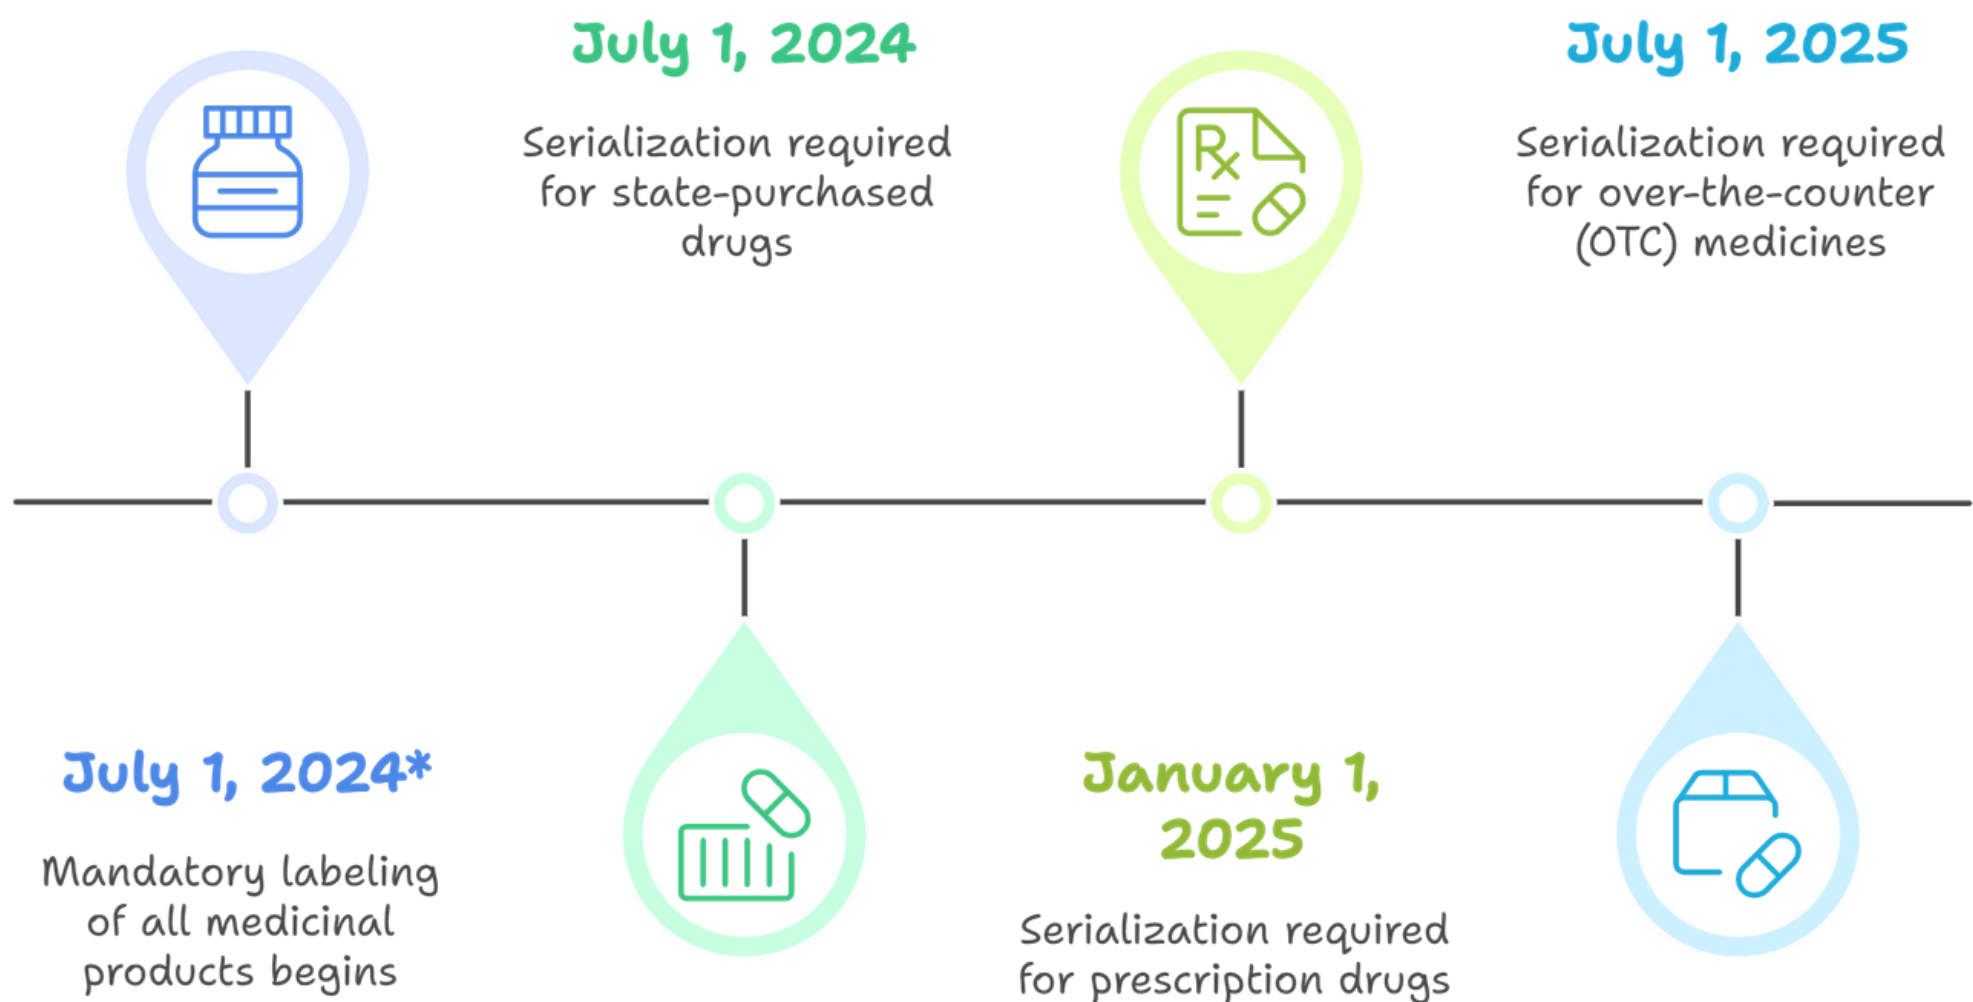 July 1, 2024*
Mandatory labeling
of all medicinal
products begins
July 1, 2024
Serialization required
for state-purchased
drugs
Rx
January 1,
2025
Serialization required
for prescription drugs
July 1, 2025
Serialization required
for over-the-counter
(OTC) medicines